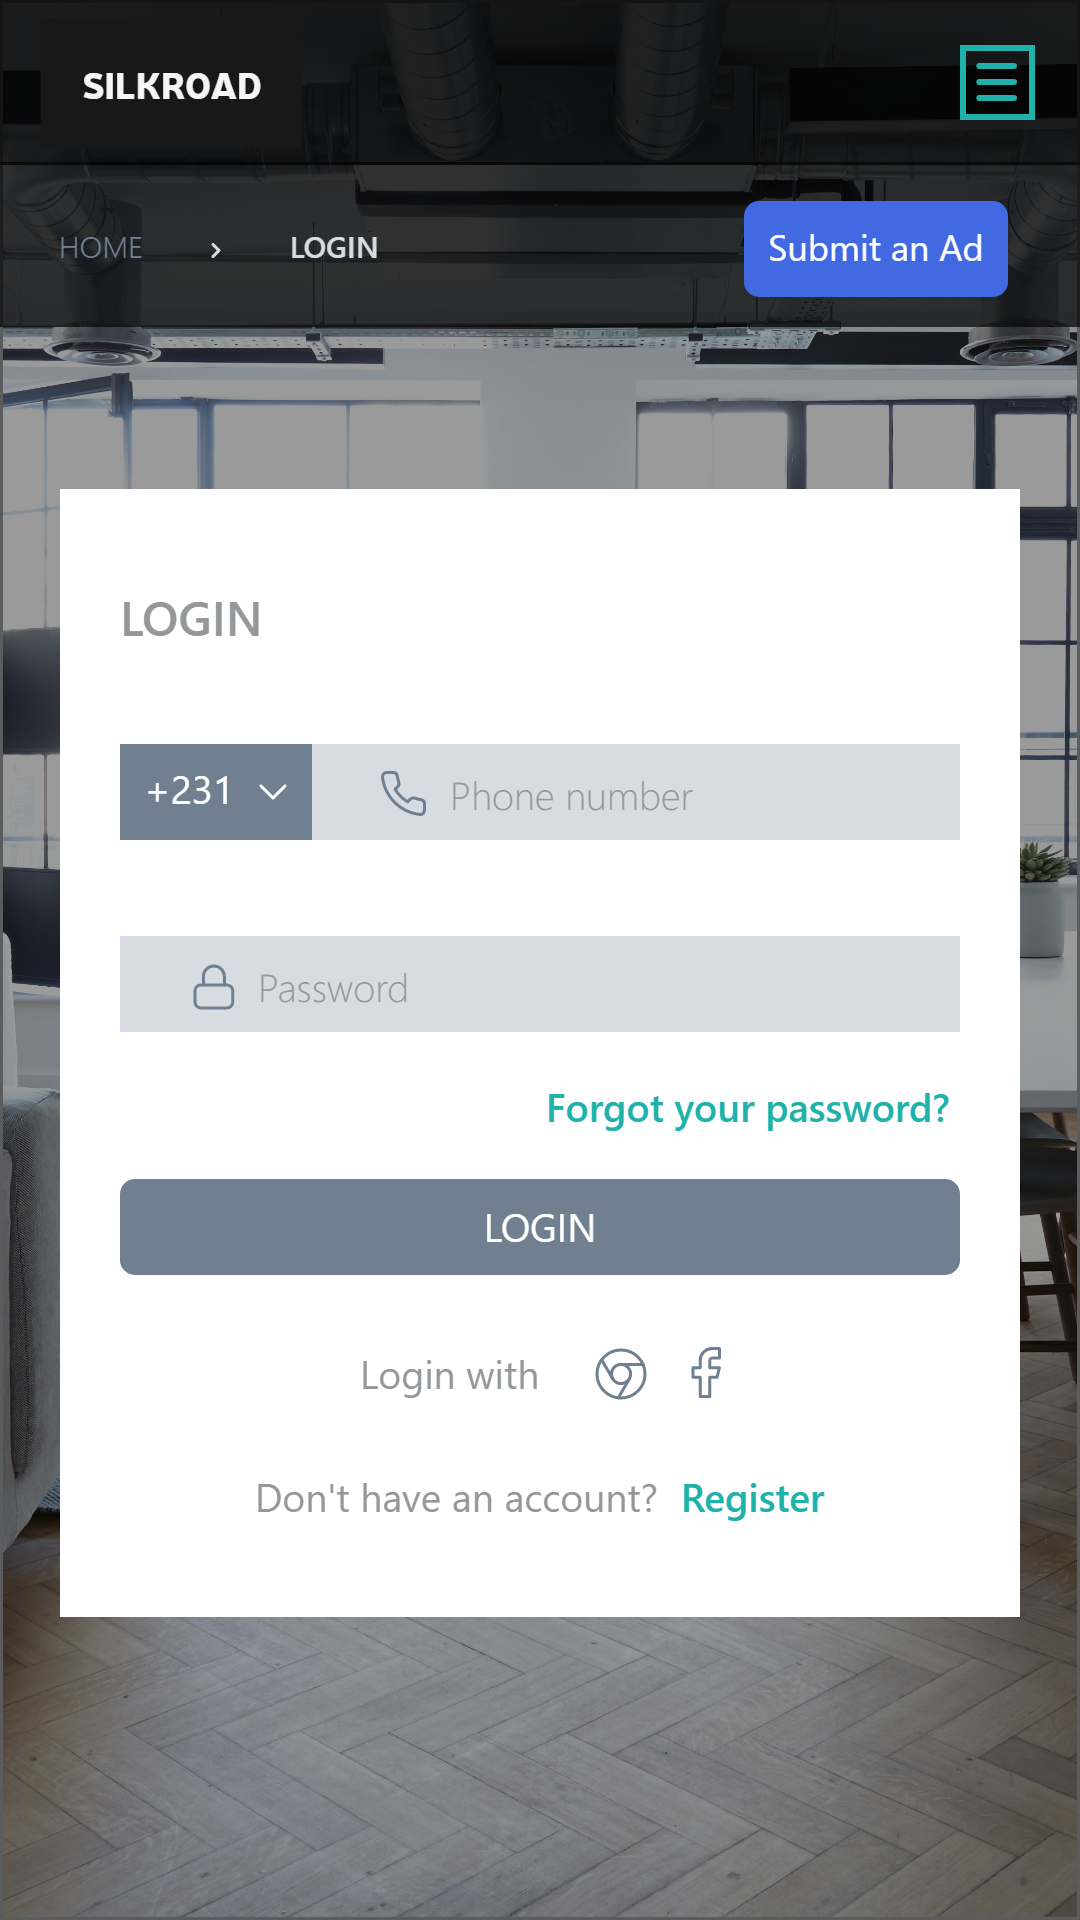 SILKROAD
HOME › LOGIN
Submit an Ad
LOGIN
+231 Phone number
Password
Forgot your password?
LOGIN
Login with
Don't have an account? Register